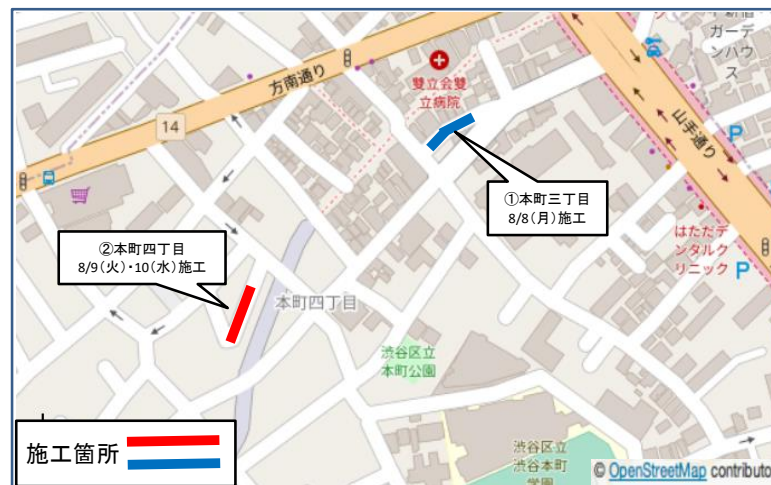 方南通り
14
雙立会雙
立病院
ガー
デンハウ
ス
山手通り
P
①本町三丁目
8/8(月)施工
②本町四丁目
8/9(火)・10(水)施工
はただデ
ンタルク
リニック
P
本町四丁目
渋谷区立
本町公園
施工箇所
渋谷区立
渋谷本町
学園
© OpenStreetMap contributo